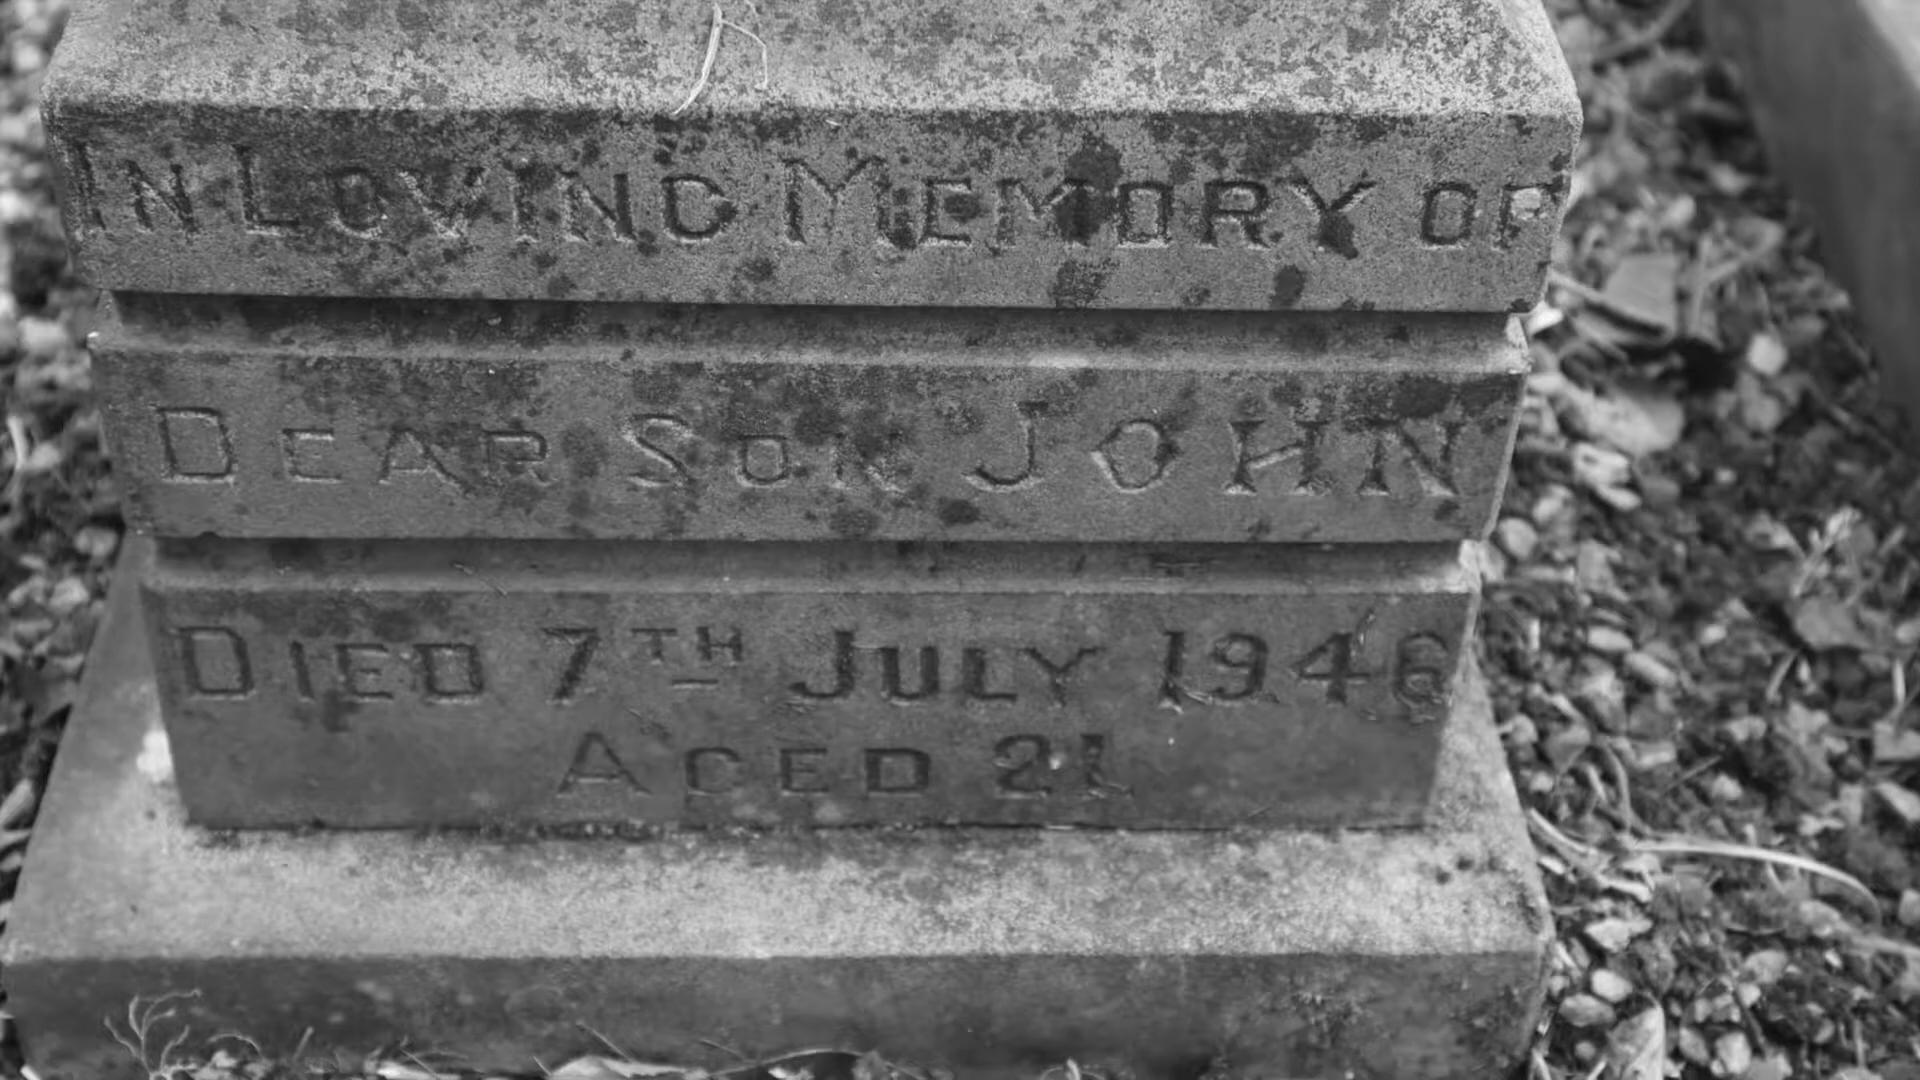 IN LOVING MEMORY OF
DEAR SON JOHN
DIED 7TH JULY 1946
AGED 21